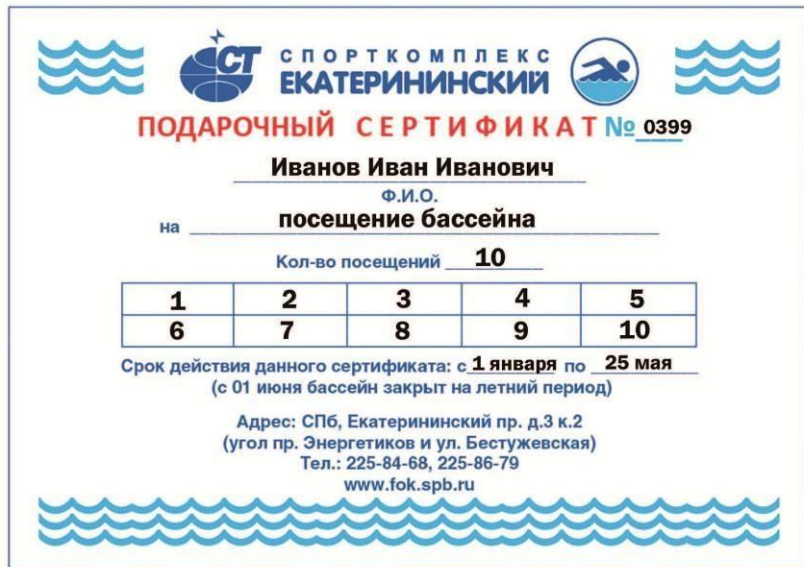 СТ СПОРТКОМПЛЕКС
ЕКАТЕРИНИНСКИЙ
ПОДАРОЧНЫЙ СЕРТИФИКАТ № 0399
Иванов Иван Иванович
Ф.И.О.
на посещение бассейна
Кол-во посещений 10
1 2 3 4 5
6 7 8 9 10
Срок действия данного сертификата: с 1 января по 25 мая
(с 01 июня бассейн закрыт на летний период)
Адрес: СПб, Екатерининский пр. д.3 к.2
(угол пр. Энергетиков и ул. Бестужевская)
Тел.: 225-84-68, 225-86-79
www.fok.spb.ru